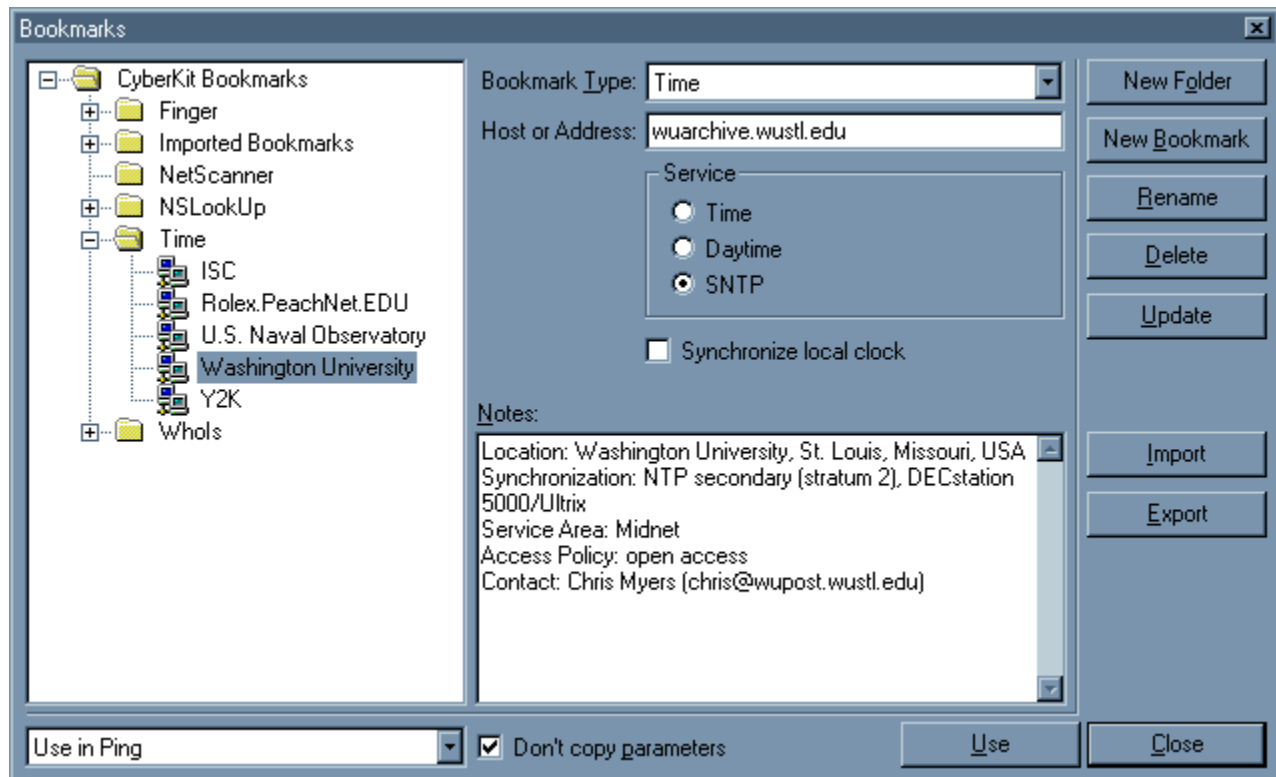 Bookmarks
CyberKit Bookmarks
Finger
Imported Bookmarks
NetScanner
NSLookUp
Time
ISC
Rolex.PeachNet.EDU
U.S. Naval Observatory
Washington University
Y2K
WhoIs
Bookmark Type: Time
Host or Address: wuarchive.wustl.edu
Service
Time
Daytime
SNTP
Synchronize local clock
Notes:
Location: Washington University, St. Louis, Missouri, USA
Synchronization: NTP secondary (stratum 2), DECstation
5000/Ultrix
Service Area: Midnet
Access Policy: open access
Contact: Chris Myers (chris@wupost.wustl.edu)
New Folder
New Bookmark
Rename
Delete
Update
Import
Export
Use in Ping
Don't copy parameters
Use
Close